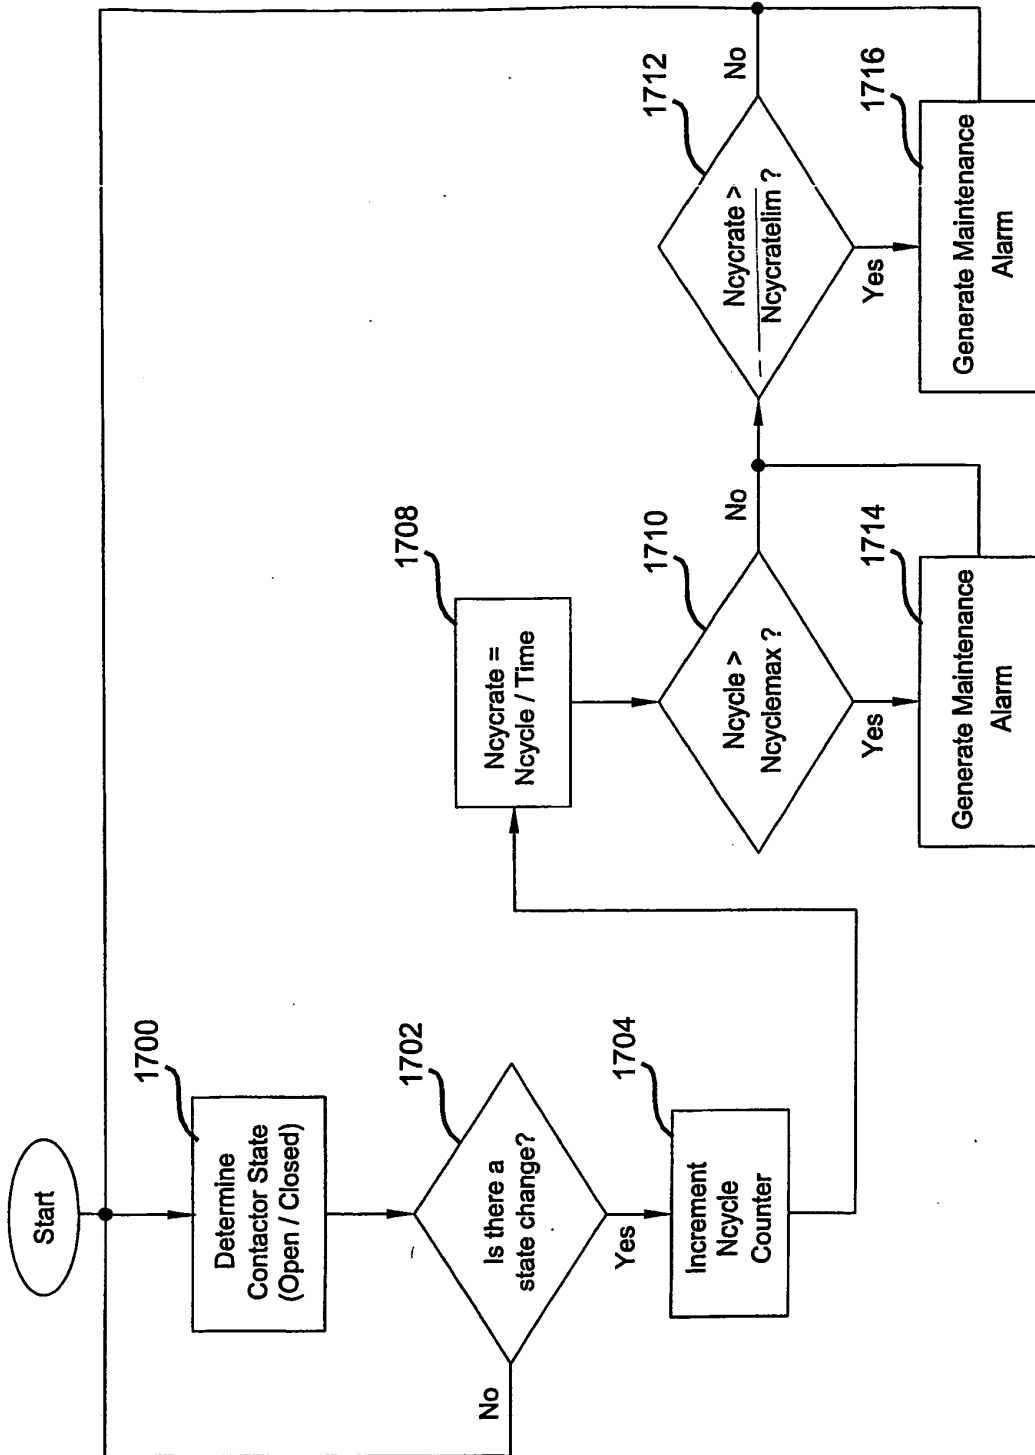 Start
1700
Determine
Contactor State
(Open / Closed)
1702
Is there a
state change?
No
Yes
1704
Increment
Ncycle
Counter
1708
Ncycrate =
Ncycle / Time
1710
Ncycle >
Ncyclemax ?
No
Yes
1714
Generate Maintenance
Alarm
1712
Ncycrate >
Ncycratelim ?
No
Yes
1716
Generate Maintenance
Alarm